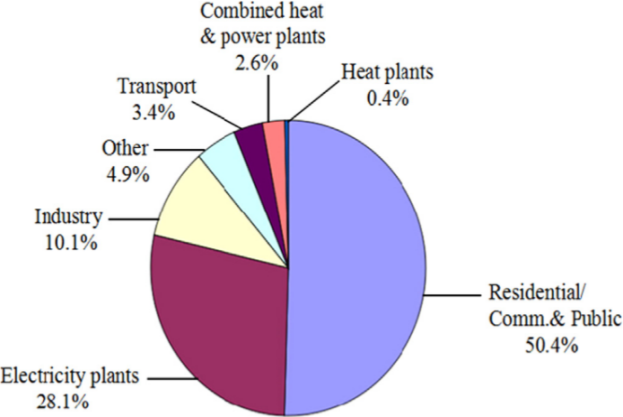 Combined heat
& power plants
2.6%
Heat plants
0.4%
Transport
3.4%
Other
4.9%
Industry
10.1%
Residential/
Comm.& Public
50.4%
Electricity plants
28.1%